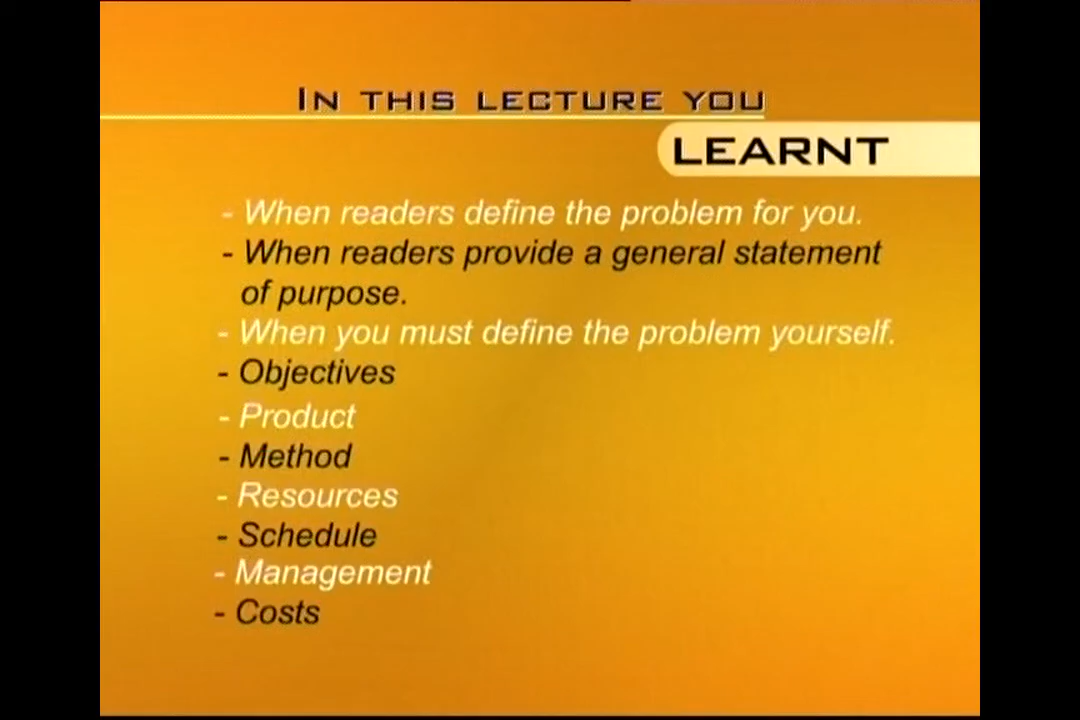 IN THIS LECTURE YOU
LEARNT
- When readers define the problem for you.
- When readers provide a general statement
of purpose.
- When you must define the problem yourself.
- Objectives
- Product
- Method
- Resources
- Schedule
- Management
- Costs